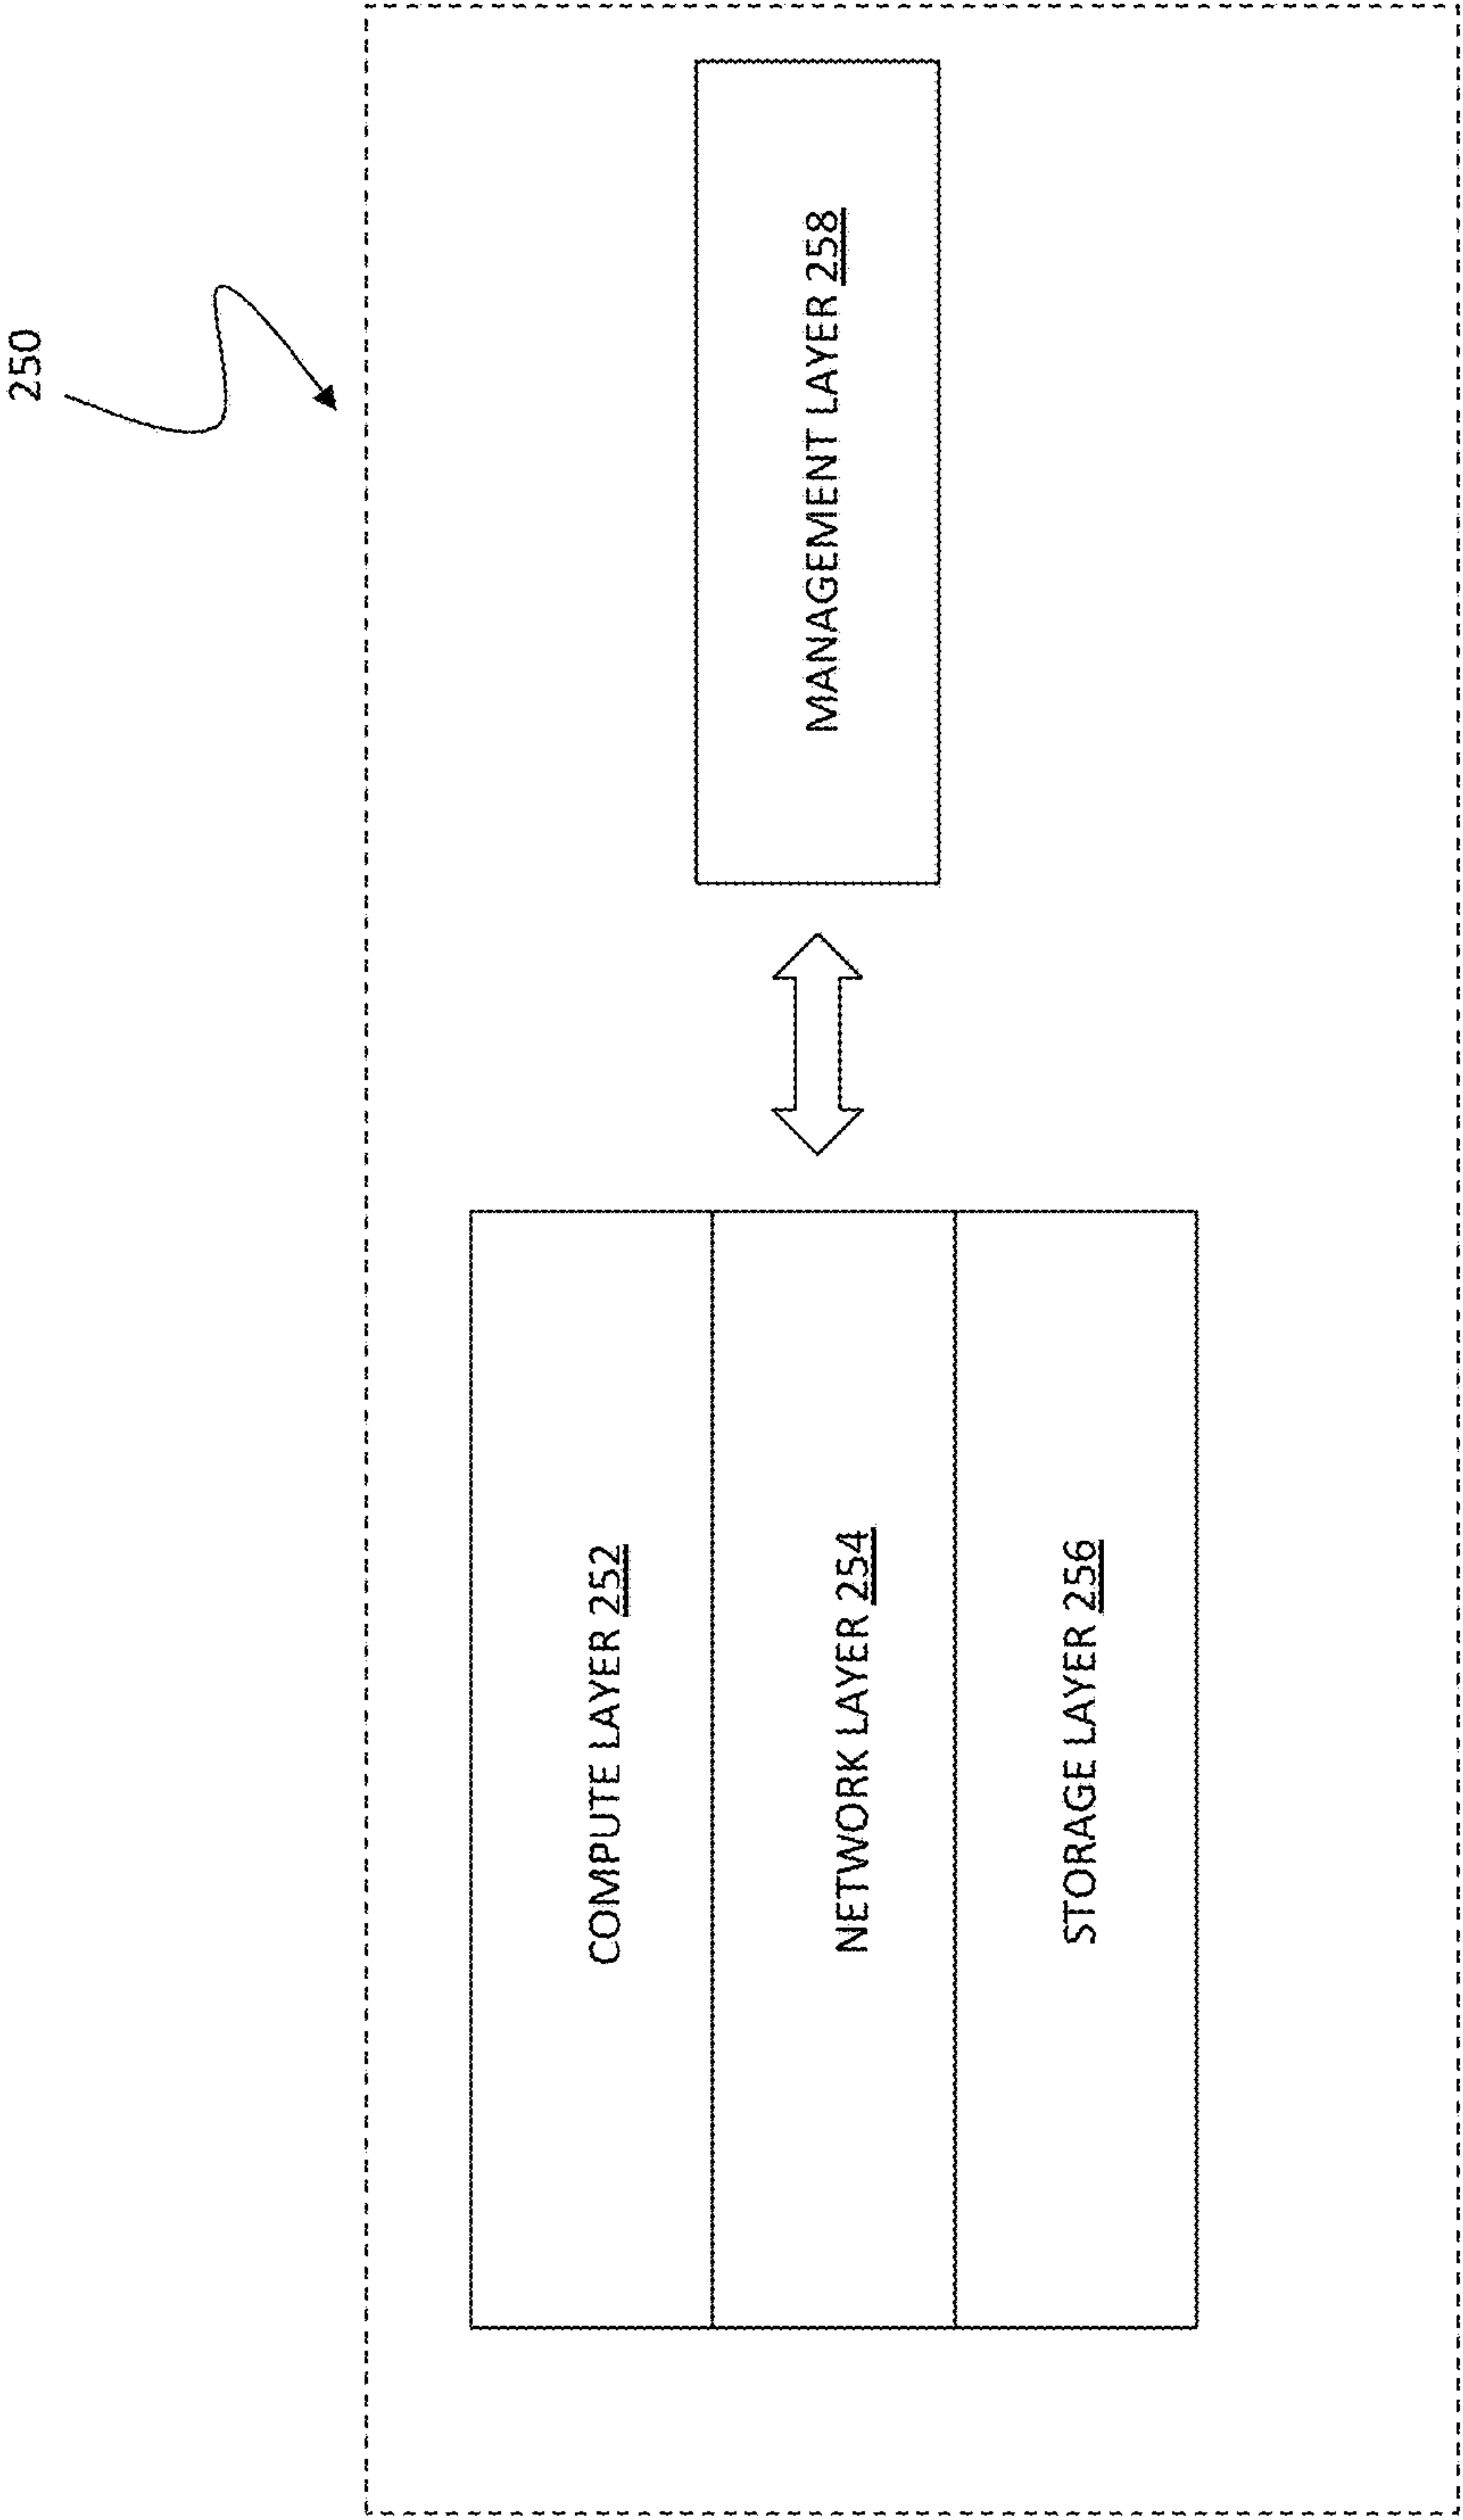 250
COMPUTE LAYER 252
NETWORK LAYER 254
STORAGE LAYER 256
MANAGEMENT LAYER 258